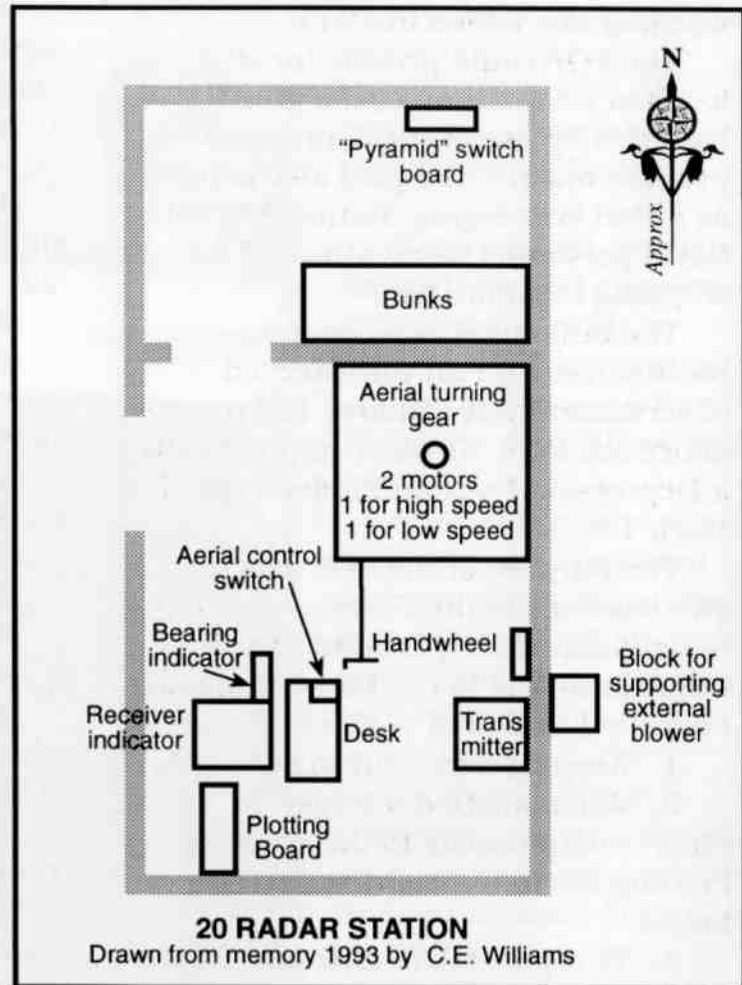 N
Approx
"Pyramid" switch
board
Bunks
Aerial turning
gear
2 motors
1 for high speed
1 for low speed
Aerial control
switch
Bearing
indicator
Handwheel
Receiver
indicator
Desk
Trans
mitter
Block for
supporting
external
blower
Plotting
Board
20 RADAR STATION
Drawn from memory 1993 by C.E. Williams